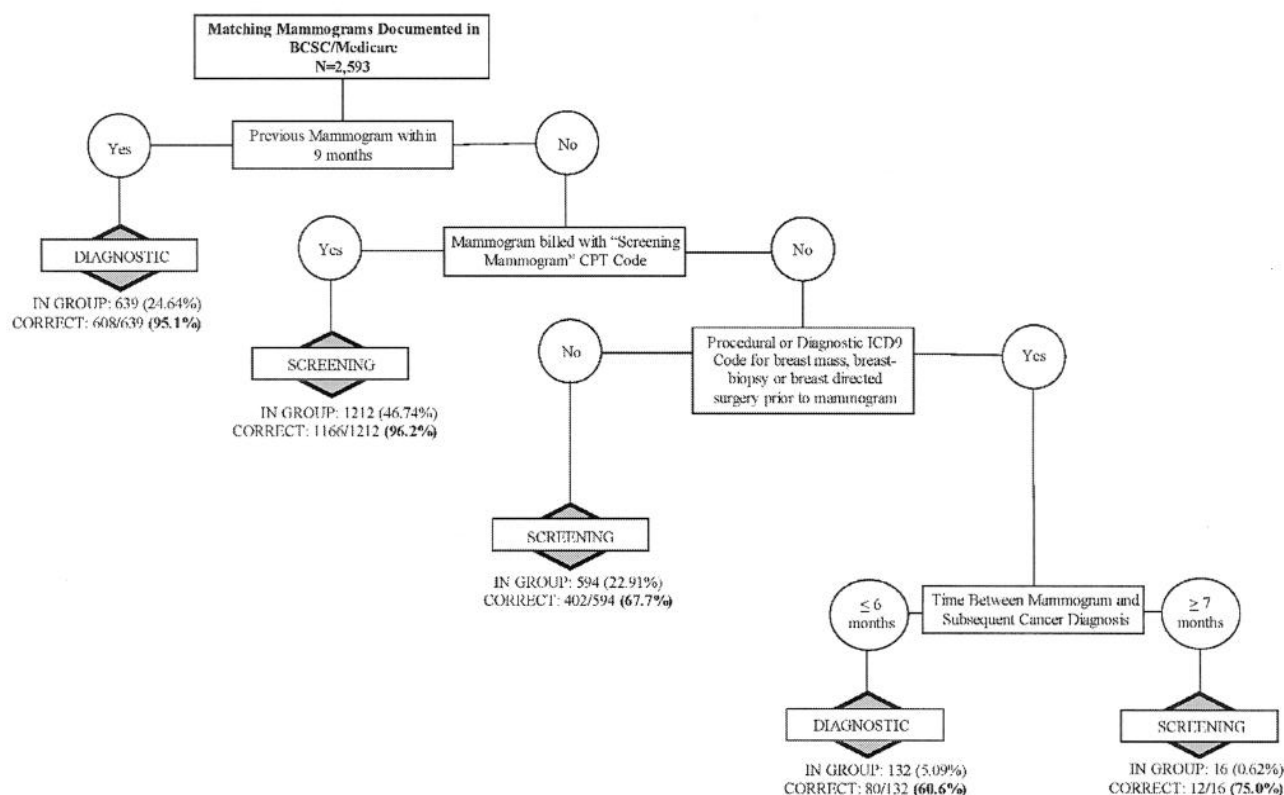 Matching Mammograms Documented in
BCSC/Medicare
N=2,593
Previous Mammogram within
9 months
Yes
No
DIAGNOSTIC
IN GROUP: 639 (24.64%)
CORRECT: 608/639 (95.1%)
Mammogram billed with “Screening
Mammogram” CPT Code
Yes
No
SCREENING
IN GROUP: 1212 (46.74%)
CORRECT: 1166/1212 (96.2%)
Procedural or Diagnostic ICD9
Code for breast mass, breast-
biopsy or breast directed
surgery prior to mammogram
No
Yes
SCREENING
IN GROUP: 594 (22.91%)
CORRECT: 402/594 (67.7%)
Time Between Mammogram and
Subsequent Cancer Diagnosis
≤ 6
months
≥ 7
months
DIAGNOSTIC
IN GROUP: 132 (5.09%)
CORRECT: 80/132 (60.6%)
SCREENING
IN GROUP: 16 (0.62%)
CORRECT: 12/16 (75.0%)